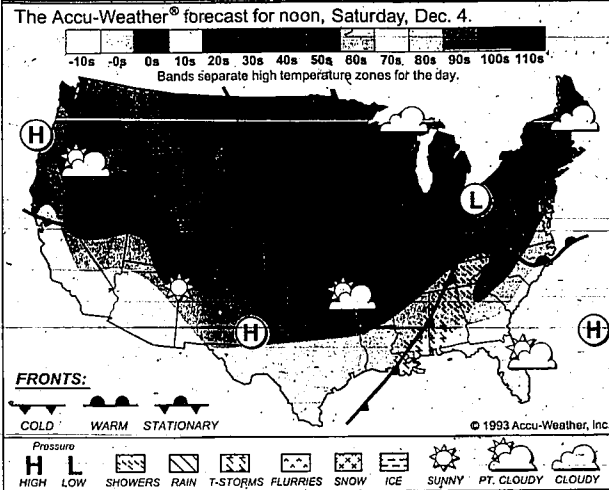 The Accu-Weather® forecast for noon, Saturday, Dec. 4.
-10s -0s 0s 10s 20s 30s 40s 50s 60s 70s 80s 90s 100s 110s
Bands separate high temperature zones for the day.
H
L
H
H
FRONTS:
COLD WARM STATIONARY
© 1993 Accu-Weather, Inc.
Pressure
H L
HIGH LOW SHOWERS RAIN T-STORMS FLURRIES SNOW ICE SUNNY PT. CLOUDY CLOUDY